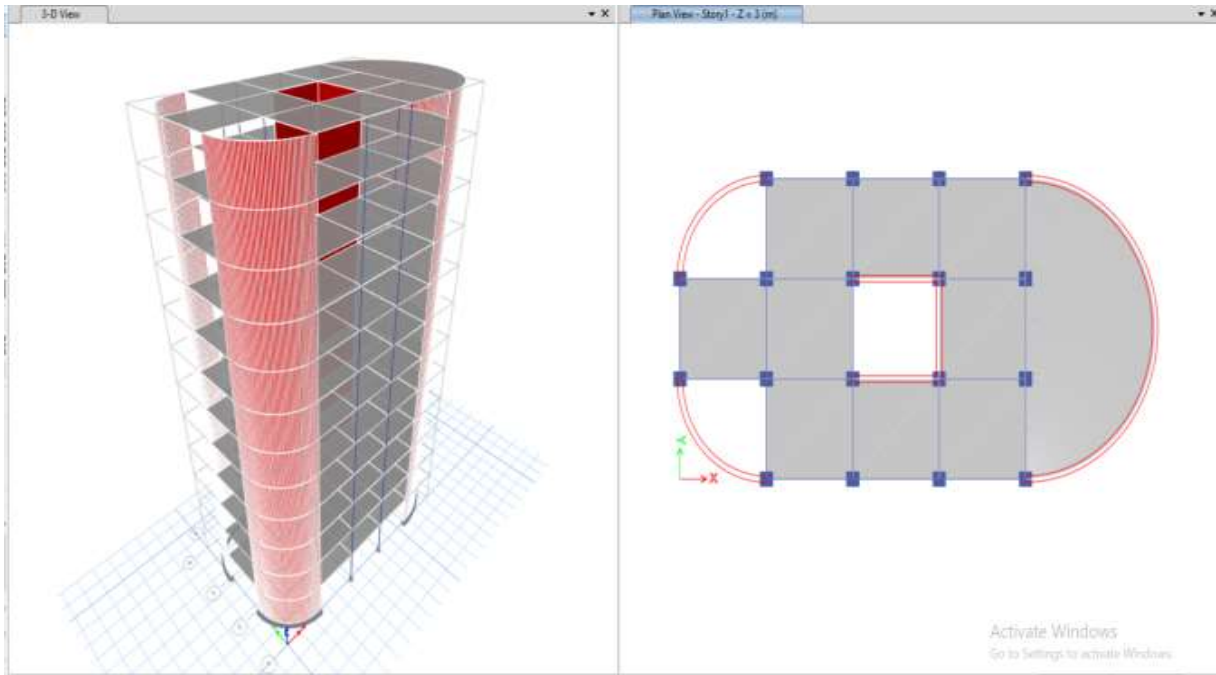 3-D View
Plan View - Story1 - Z = 3 (m)
X
Y
Activate Windows
Go to Settings to activate Windows.